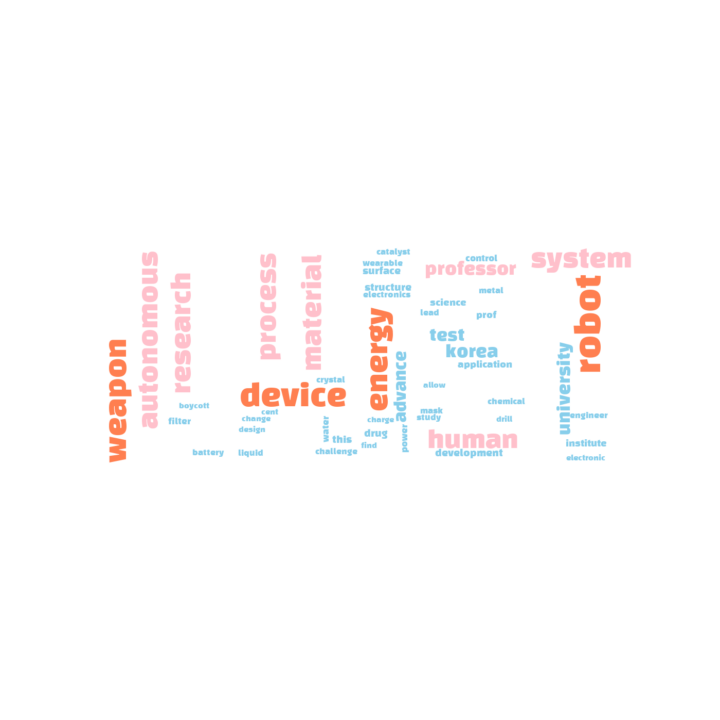 weapon
autonomous
research
boycott
filter
battery
process
material
device
crystal
cent
change
design
liquid
water
this
challenge
catalyst
wearable
surface
structure
electronics
energy
advance
charge
drug
find
power
control
professor
metal
science
lead
prof
test
korea
application
allow
chemical
mask
study
drill
human
development
system
robot
university
engineer
institute
electronic